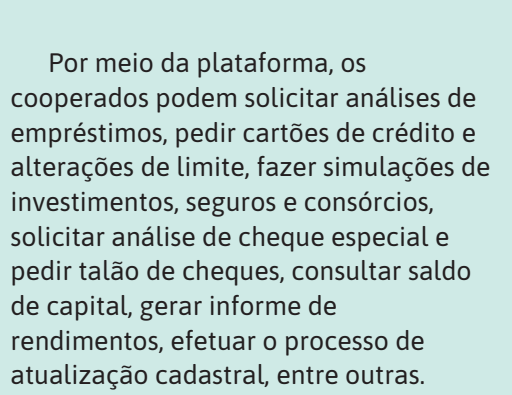 Por meio da plataforma, os
cooperados podem solicitar análises de
empréstimos, pedir cartões de crédito e
alterações de limite, fazer simulações de
investimentos, seguros e consórcios,
solicitar análise de cheque especial e
pedir talão de cheques, consultar saldo
de capital, gerar informe de
rendimentos, efetuar o processo de
atualização cadastral, entre outras.